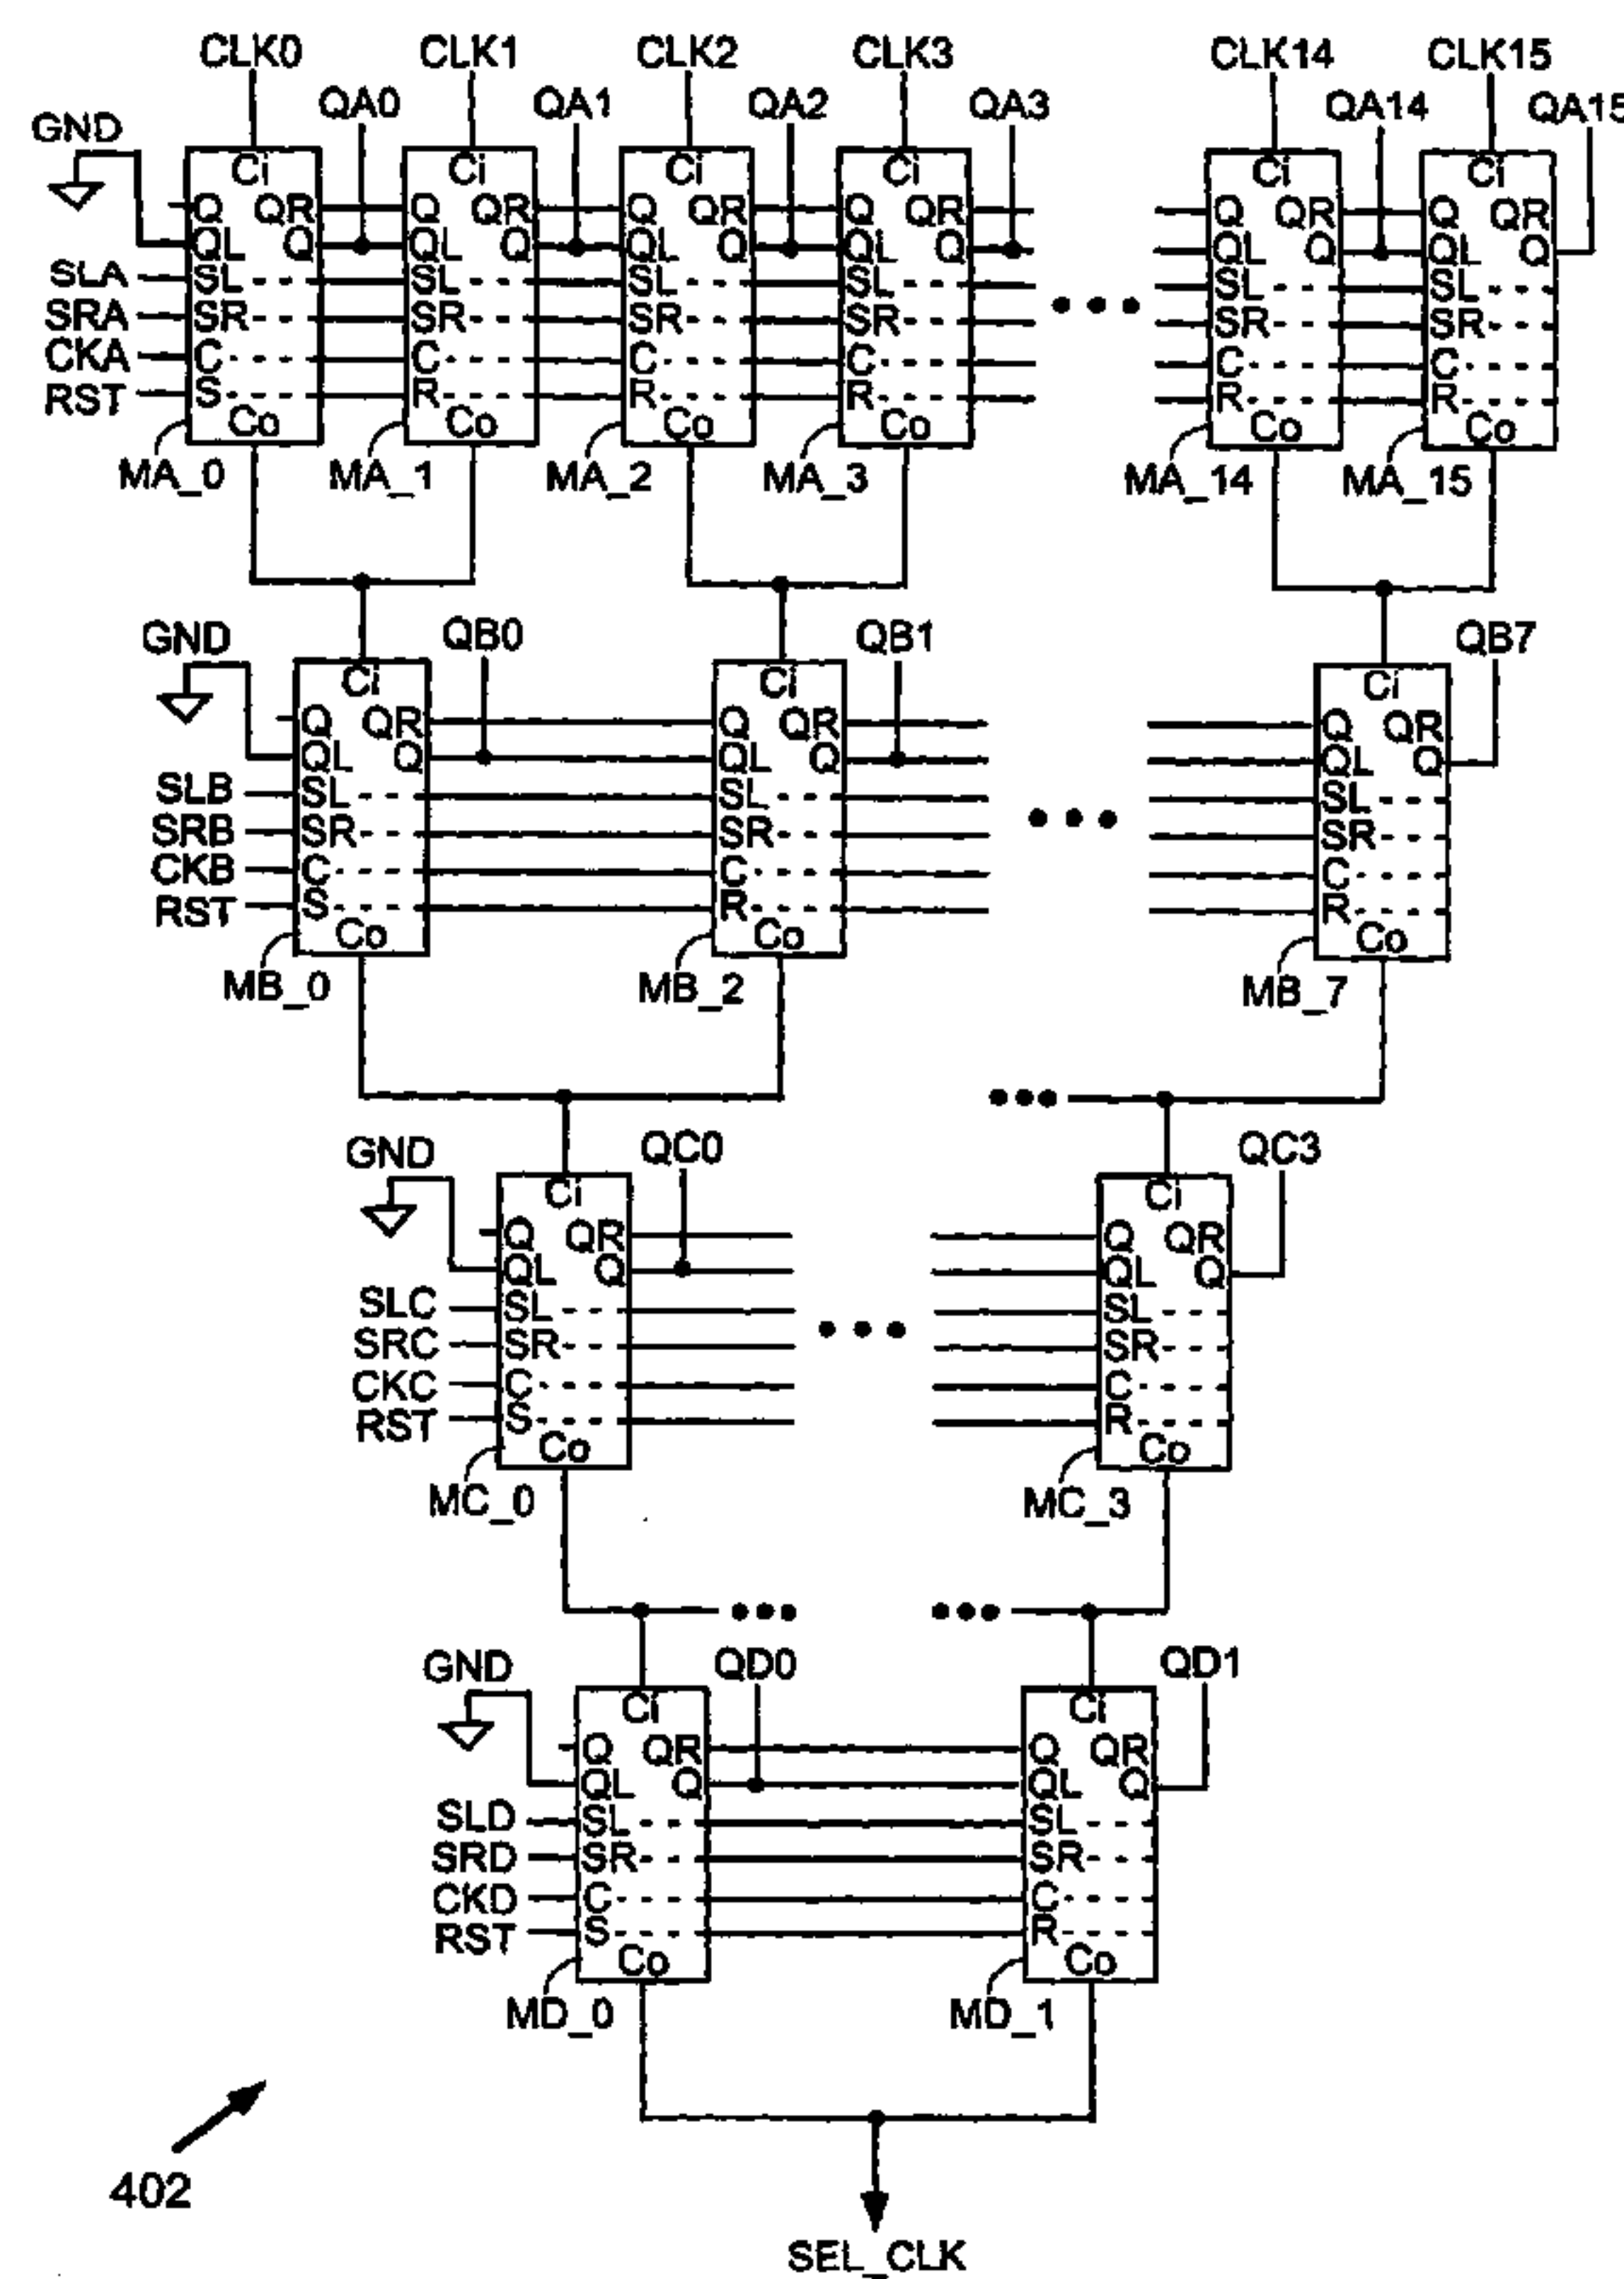 CLK0 CLK1 CLK2 CLK3 CLK14 CLK15
GND QA0 QA1 QA2 QA3 QA14 QA15
Ci Ci Ci Ci Ci Ci
Q QR Q QR Q QR Q QR Q QR Q QR
QL Q QL Q QL Q QL Q QL Q QL Q
SLA SL SL SL SL SL SL
SRA SR SR SR SR SR SR
CKA C C C C C C
RST S R R R R R
Co Co Co Co Co Co
MA_0 MA_1 MA_2 MA_3 MA_14 MA_15
GND QB0 QB1 QB7
Ci Ci Ci
Q QR Q QR Q QR
QL Q QL Q QL Q
SLB SL SL SL
SRB SR SR SR
CKB C C C
RST S R R
Co Co Co
MB_0 MB_2 MB_7
GND QC0 QC3
Ci Ci
Q QR Q QR
QL Q QL Q
SLC SL SL
SRC SR SR
CKC C C
RST S R
Co Co
MC_0 MC_3
GND QD0 QD1
Ci Ci
Q QR Q QR
QL Q QL Q
SLD SL SL
SRD SR SR
CKD C C
RST S R
Co Co
MD_0 MD_1
402
SEL_CLK